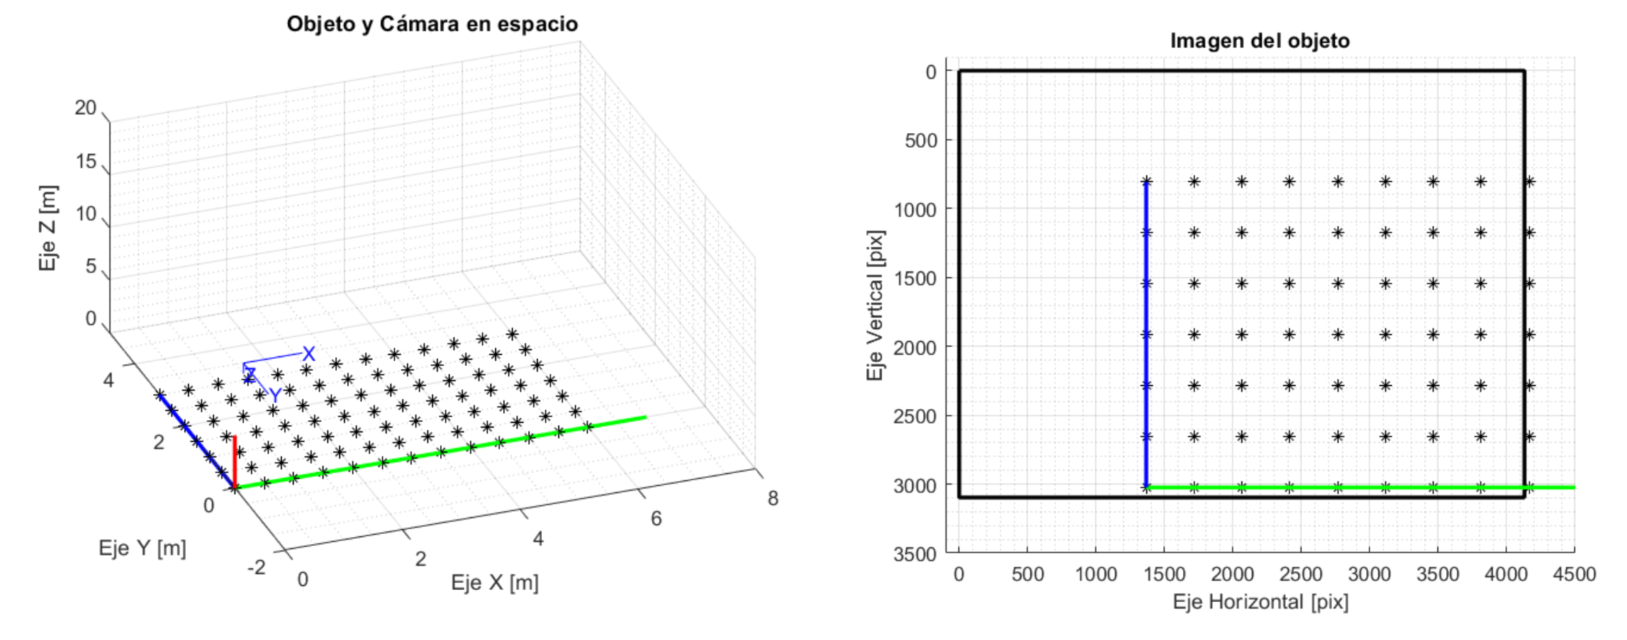 Objeto y Cámara en espacio
20
15
10
5
0
Eje Z [m]
4
2
0
-2
Eje Y [m]
0
2
4
6
8
Eje X [m]
X
Z
Y
Imagen del objeto
0
500
1000
1500
2000
2500
3000
3500
Eje Vertical [pix]
0 500 1000 1500 2000 2500 3000 3500 4000 4500
Eje Horizontal [pix]